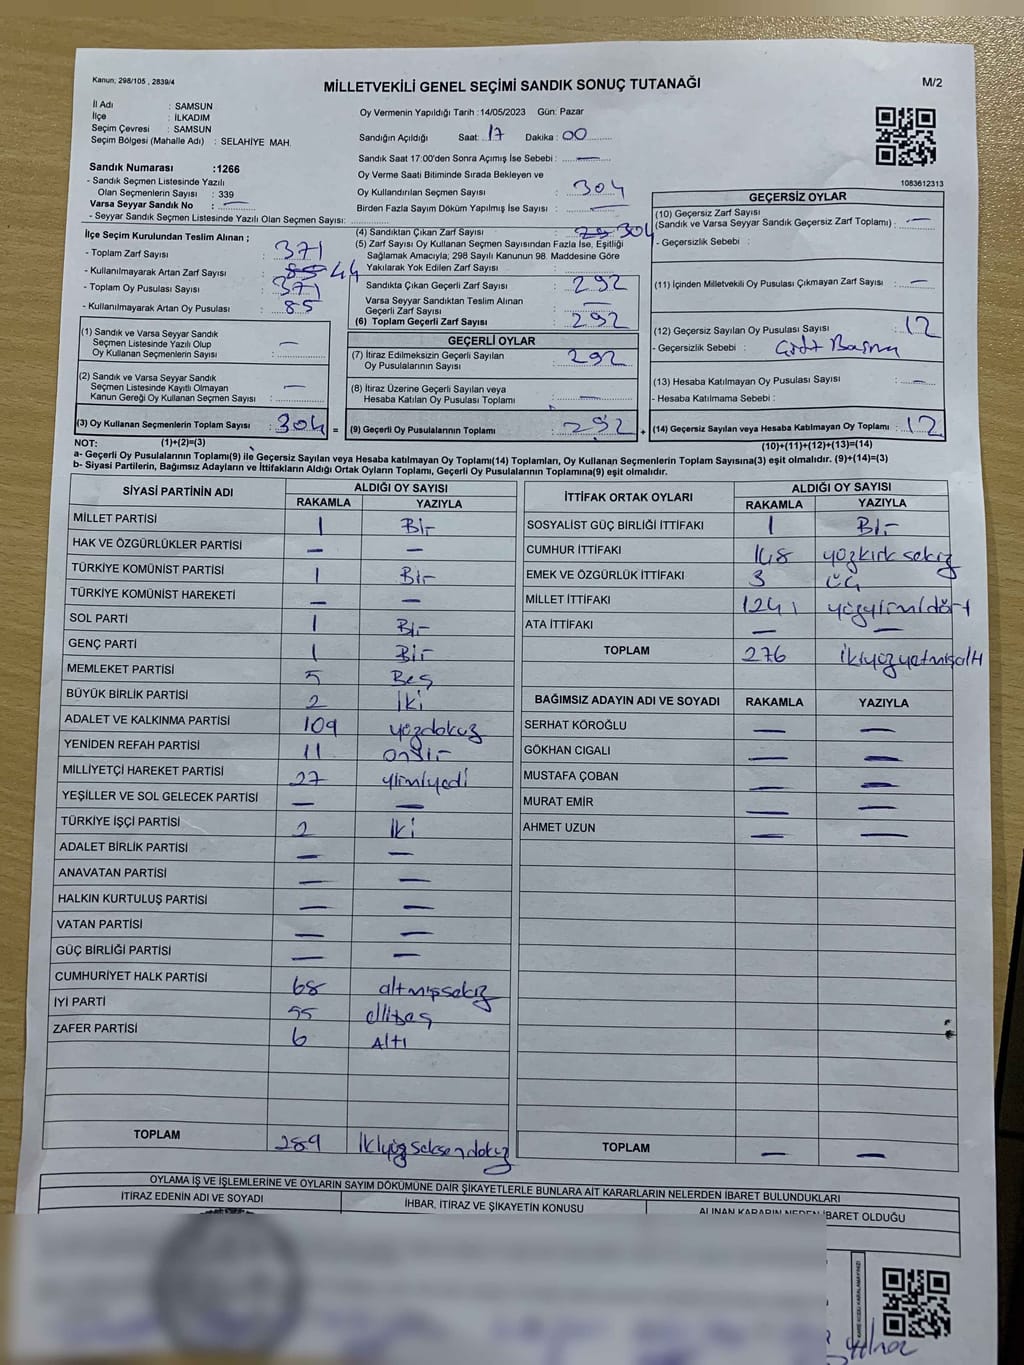 Kanun; 298/105 , 2839/4
MİLLETVEKİLİ GENEL SEÇİMİ SANDIK SONUÇ TUTANAĞI
M/2
İl Adı : SAMSUN
İlçe : İLKADIM
Seçim Çevresi : SAMSUN
Seçim Bölgesi (Mahalle Adı) : SELAHİYE MAH.
Oy Vermenin Yapıldığı Tarih :14/05/2023 Gün: Pazar
Sandığın Açıldığı Saat: 17 Dakika : 00
Sandık Saat 17:00'den Sonra Açımış İse Sebebi : —
Oy Verme Saati Bitiminde Sırada Bekleyen ve
Oy Kullandırılan Seçmen Sayısı : 304
Birden Fazla Sayım Döküm Yapılmış İse Sayısı : —
Sandık Numarası :1266
- Sandık Seçmen Listesinde Yazılı
Olan Seçmenlerin Sayısı : 339
Varsa Seyyar Sandık No : —
- Seyyar Sandık Seçmen Listesinde Yazılı Olan Seçmen Sayısı:
1083612313
İlçe Seçim Kurulundan Teslim Alınan ;
- Toplam Zarf Sayısı : 371
- Kullanılmayarak Artan Zarf Sayısı : 85 44
- Toplam Oy Pusulası Sayısı : 371
- Kullanılmayarak Artan Oy Pusulası : 85
(4) Sandıktan Çıkan Zarf Sayısı : 304
(5) Zarf Sayısı Oy Kullanan Seçmen Sayısından Fazla İse, Eşitliği
Sağlamak Amacıyla; 298 Sayılı Kanunun 98. Maddesine Göre
Yakılarak Yok Edilen Zarf Sayısı :
Sandıkta Çıkan Geçerli Zarf Sayısı : 292
Varsa Seyyar Sandıktan Teslim Alınan
Geçerli Zarf Sayısı : —
(6) Toplam Geçerli Zarf Sayısı : 292
GEÇERSİZ OYLAR
(10) Geçersiz Zarf Sayısı
(Sandık ve Varsa Seyyar Sandık Geçersiz Zarf Toplamı) : —
- Geçersizlik Sebebi :
(11) İçinden Milletvekili Oy Pusulası Çıkmayan Zarf Sayısı : —
(12) Geçersiz Sayılan Oy Pusulası Sayısı : 12
- Geçersizlik Sebebi :
(13) Hesaba Katılmayan Oy Pusulası Sayısı : —
- Hesaba Katılmama Sebebi :
(14) Geçersiz Sayılan veya Hesaba Katılmayan Oy Toplamı : 12
(1) Sandık ve Varsa Seyyar Sandık
Seçmen Listesinde Yazılı Olup
Oy Kullanan Seçmenlerin Sayısı : —
(2) Sandık ve Varsa Seyyar Sandık
Seçmen Listesinde Kayıtlı Olmayan
Kanun Gereği Oy Kullanan Seçmen Sayısı : —
(3) Oy Kullanan Seçmenlerin Toplam Sayısı : 304 =
GEÇERLİ OYLAR
(7) İtiraz Edilmeksizin Geçerli Sayılan
Oy Pusulalarının Sayısı : 292
(8) İtiraz Üzerine Geçerli Sayılan veya
Hesaba Katılan Oy Pusulası Toplamı : —
(9) Geçerli Oy Pusulalarının Toplamı : 292 +
NOT: (1)+(2)=(3)
(10)+(11)+(12)+(13)=(14)
a- Geçerli Oy Pusulalarının Toplamı(9) ile Geçersiz Sayılan veya Hesaba katılmayan Oy Toplamı(14) Toplamları, Oy Kullanan Seçmenlerin Toplam Sayısına(3) eşit olmalıdır. (9)+(14)=(3)
b- Siyasi Partilerin, Bağımsız Adayların ve İttifakların Aldığı Ortak Oyların Toplamı, Geçerli Oy Pusulalarının Toplamına(9) eşit olmalıdır.
SİYASİ PARTİNİN ADI ALDIĞI OY SAYISI
RAKAMLA YAZIYLA
MİLLET PARTİSİ 1 Bir
HAK VE ÖZGÜRLÜKLER PARTİSİ — —
TÜRKİYE KOMÜNİST PARTİSİ 1 Bir
TÜRKİYE KOMÜNİST HAREKETİ — —
SOL PARTİ 1 Bir
GENÇ PARTİ 1 Bir
MEMLEKET PARTİSİ 5 Beş
BÜYÜK BİRLİK PARTİSİ 2 İki
ADALET VE KALKINMA PARTİSİ 109 yüzdokuz
YENİDEN REFAH PARTİSİ 11 onbir
MİLLİYETÇİ HAREKET PARTİSİ 27 yirmiyedi
YEŞİLLER VE SOL GELECEK PARTİSİ — —
TÜRKİYE İŞÇİ PARTİSİ 2 İki
ADALET BİRLİK PARTİSİ — —
ANAVATAN PARTİSİ — —
HALKIN KURTULUŞ PARTİSİ — —
VATAN PARTİSİ — —
GÜÇ BİRLİĞİ PARTİSİ — —
CUMHURİYET HALK PARTİSİ 68 altmışsekiz
İYİ PARTİ 55 ellibeş
ZAFER PARTİSİ 6 Altı
TOPLAM 289 İkiyüzseksendokuz
İTTİFAK ORTAK OYLARI ALDIĞI OY SAYISI
RAKAMLA YAZIYLA
SOSYALİST GÜÇ BİRLİĞİ İTTİFAKI 1 Bir
CUMHUR İTTİFAKI 148 yüzkırksekiz
EMEK VE ÖZGÜRLÜK İTTİFAKI 3 üç
MİLLET İTTİFAKI 124 yüzyirmidört
ATA İTTİFAKI — —
TOPLAM 276 İkiyüzyetmişaltı
BAĞIMSIZ ADAYIN ADI VE SOYADI RAKAMLA YAZIYLA
SERHAT KÖROĞLU — —
GÖKHAN CIGALI — —
MUSTAFA ÇOBAN — —
MURAT EMİR — —
AHMET UZUN — —
TOPLAM — —
OYLAMA İŞ VE İŞLEMLERİNE VE OYLARIN SAYIM DÖKÜMÜNE DAİR ŞİKAYETLERLE BUNLARA AİT KARARLARIN NELERDEN İBARET BULUNDUKLARI
İTİRAZ EDENİN ADI VE SOYADI İHBAR, İTİRAZ VE ŞİKAYETİN KONUSU ALINAN KARARIN NEDEN İBARET OLDUĞU